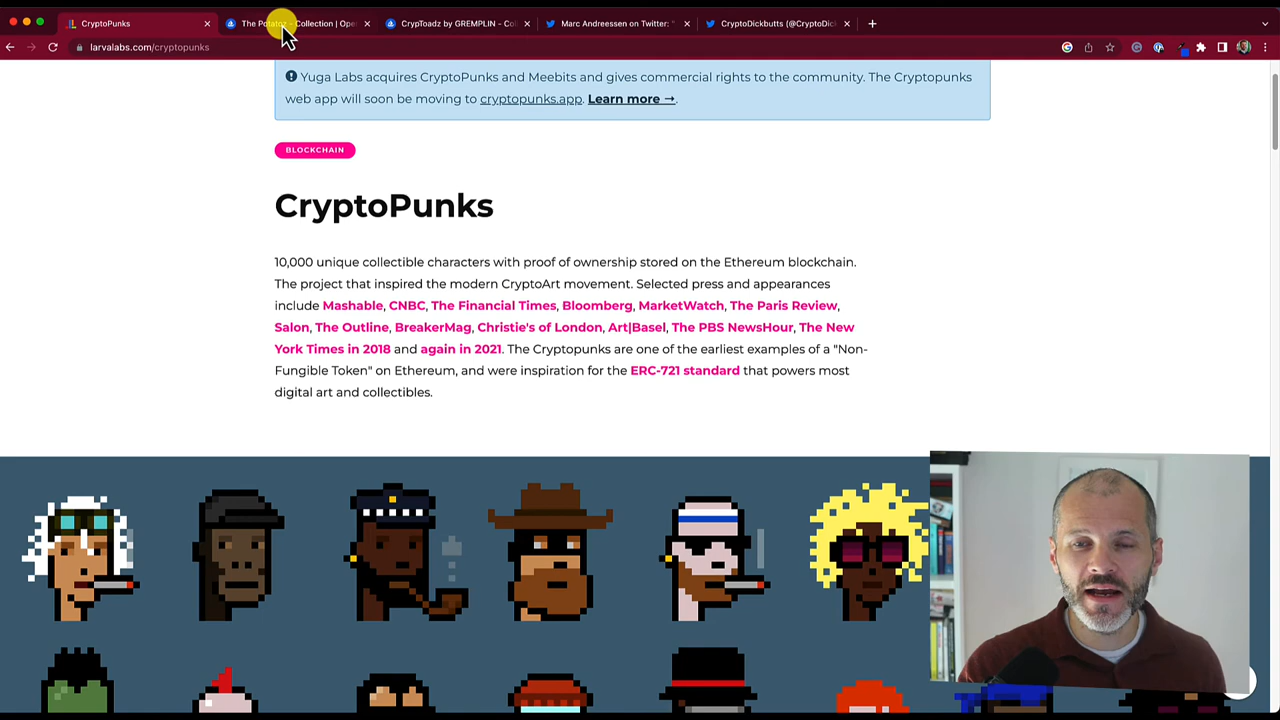 CryptoPunks
The Potatoz - Collection | Ope
CrypToadz by GREMPLIN - Col
Marc Andreessen on Twitter: "
CryptoDickbutts (@CryptoDic
larvalabs.com/cryptopunks
Yuga Labs acquires CryptoPunks and Meebits and gives commercial rights to the community. The Cryptopunks
web app will soon be moving to cryptopunks.app. Learn more →.
BLOCKCHAIN
CryptoPunks
10,000 unique collectible characters with proof of ownership stored on the Ethereum blockchain.
The project that inspired the modern CryptoArt movement. Selected press and appearances
include Mashable, CNBC, The Financial Times, Bloomberg, MarketWatch, The Paris Review,
Salon, The Outline, BreakerMag, Christie's of London, Art|Basel, The PBS NewsHour, The New
York Times in 2018 and again in 2021. The Cryptopunks are one of the earliest examples of a "Non-
Fungible Token" on Ethereum, and were inspiration for the ERC-721 standard that powers most
digital art and collectibles.